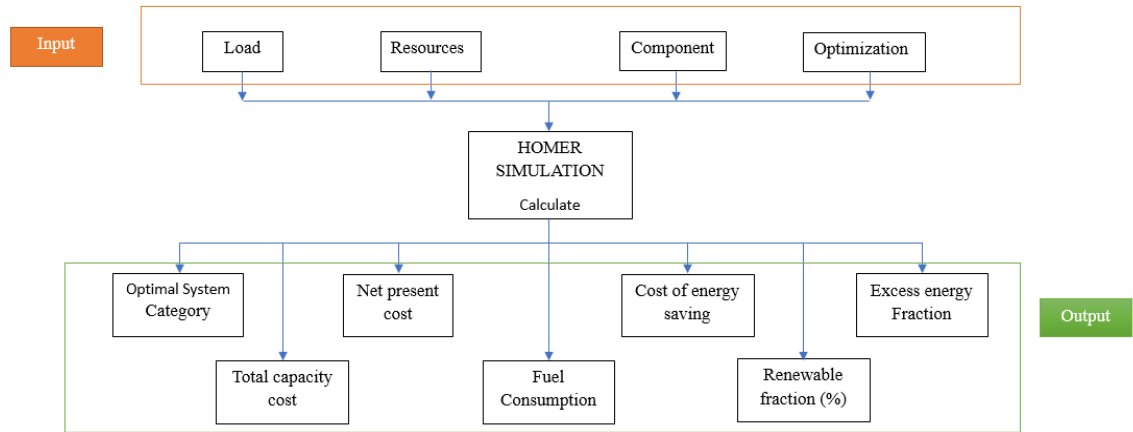 Input
Load
Resources
Component
Optimization
HOMER
SIMULATION
Calculate
Optimal System
Category
Net present
cost
Cost of energy
saving
Excess energy
Fraction
Output
Total capacity
cost
Fuel
Consumption
Renewable
fraction (%)